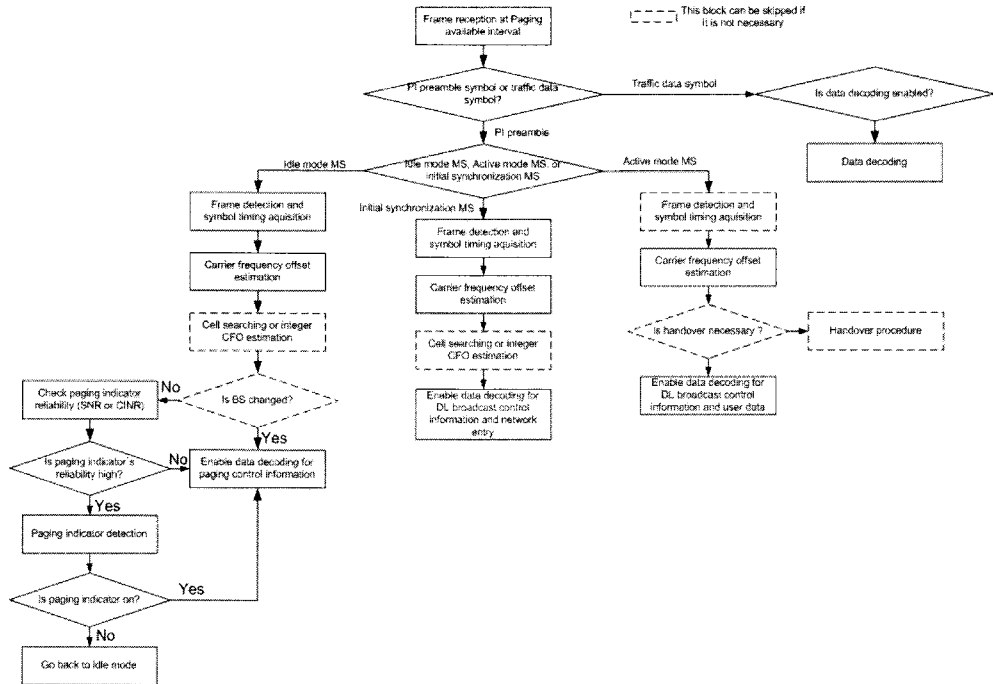 Frame reception at Paging
available interval
This block can be skipped if
it is not necessary
PI preamble symbol or traffic data
symbol?
Traffic data symbol
Is data decoding enabled?
PI preamble
Data decoding
Idle mode MS
Idle mode MS, Active mode MS, or
initial synchronization MS
Active mode MS
Initial synchronization MS
Frame detection and
symbol timing aquisition
Carrier frequency offset
estimation
Cell searching or integer
CFO estimation
Is BS changed?
No
Yes
Check paging indicator
reliability (SNR or CINR)
Is paging indicator's
reliability high?
No
Yes
Enable data decoding for
paging control information
Paging indicator detection
Is paging indicator on?
Yes
No
Go back to idle mode
Frame detection and
symbol timing aquisition
Carrier frequency offset
estimation
Cell searching or integer
CFO estimation
Enable data decoding for
DL broadcast control
information and network
entry
Frame detection and
symbol timing aquisition
Carrier frequency offset
estimation
Is handover necessary ?
Handover procedure
Enable data decoding for
DL broadcast control
information and user data